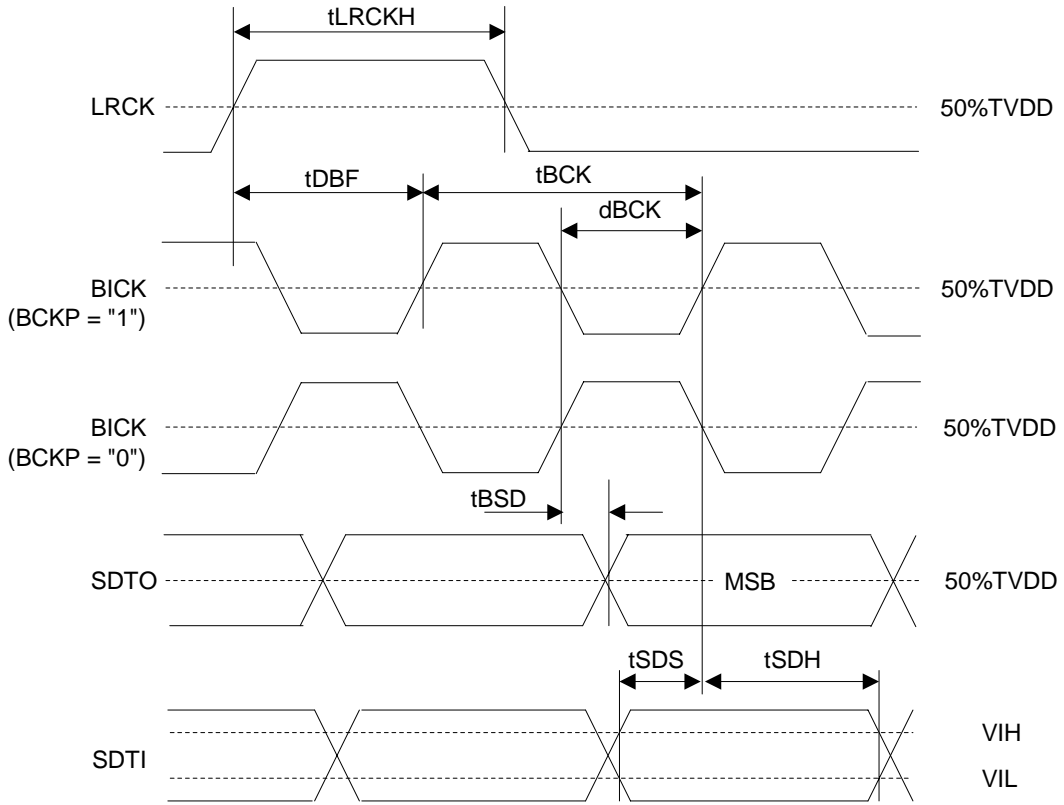 tLRCKH
LRCK
50%TVDD
tDBF
tBCK
dBCK
BICK
(BCKP = "1")
50%TVDD
BICK
(BCKP = "0")
50%TVDD
tBSD
SDTO
MSB
50%TVDD
tSDS
tSDH
SDTI
VIH
VIL